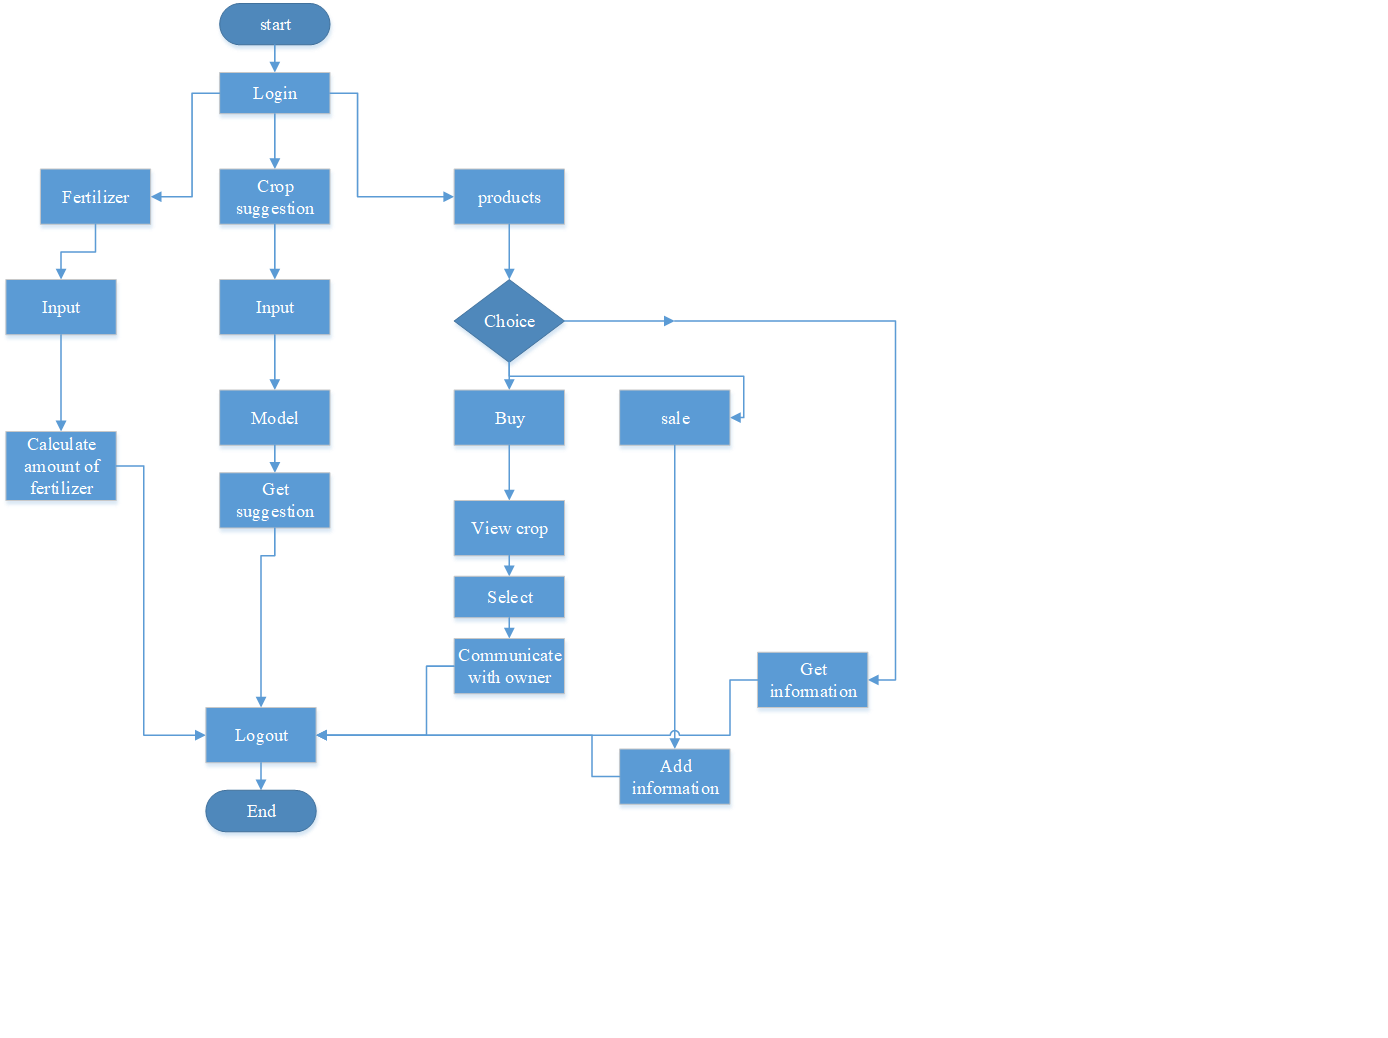 start
Login
Fertilizer
Crop
suggestion
products
Input
Input
Choice
Model
Buy
sale
Calculate
amount of
fertilizer
Get
suggestion
View crop
Select
Communicate
with owner
Get
information
Logout
Add
information
End